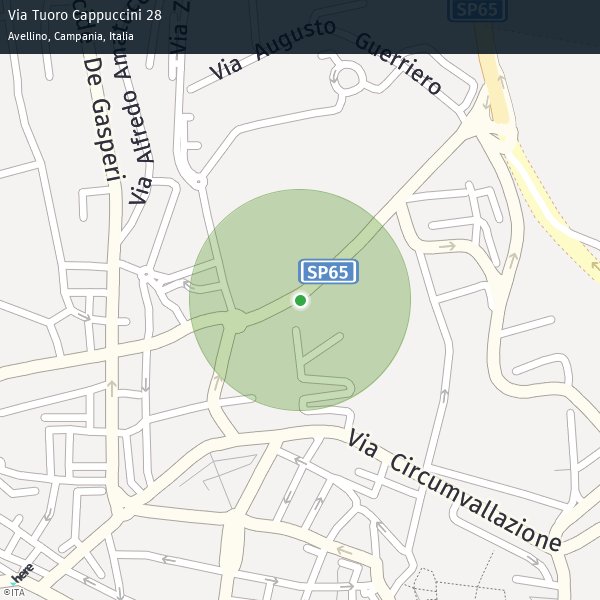 Via Tuoro Cappuccini 28
Avellino, Campania, Italia
SP65
Via Augusto Guerriero
Via Z
De Gasperi
Via Alfredo Ama
SP65
Via Circumvallazione
here
©ITA